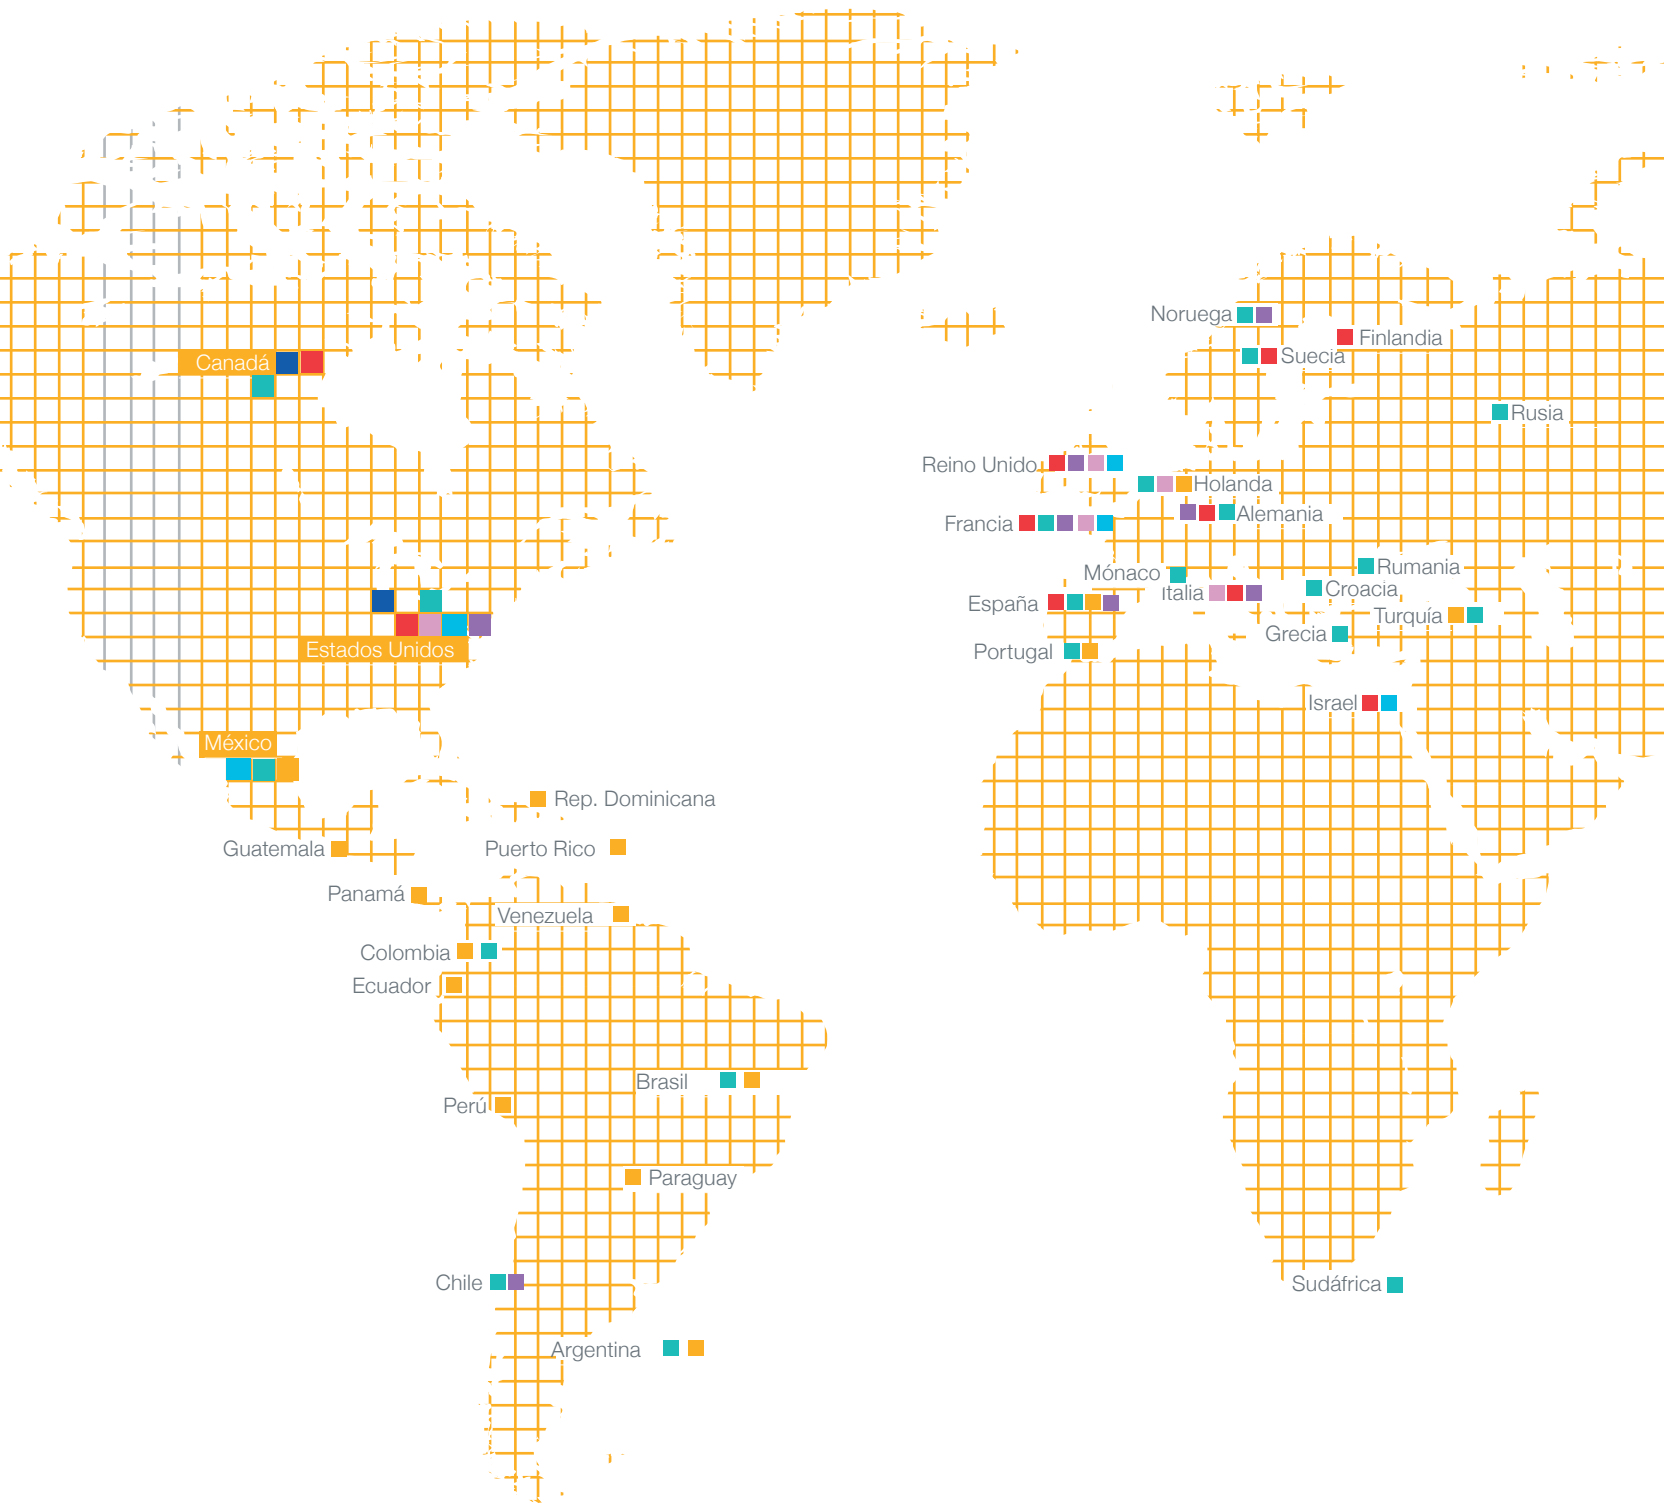 Noruega
Finlandia
Suecia
Canadá
Rusia
Reino Unido
Holanda
Alemania
Francia
Rumania
Mónaco
Croacia
Italia
España
Turquía
Grecia
Estados Unidos
Portugal
Israel
México
Rep. Dominicana
Guatemala
Puerto Rico
Panamá
Venezuela
Colombia
Ecuador
Brasil
Perú
Paraguay
Chile
Sudáfrica
Argentina